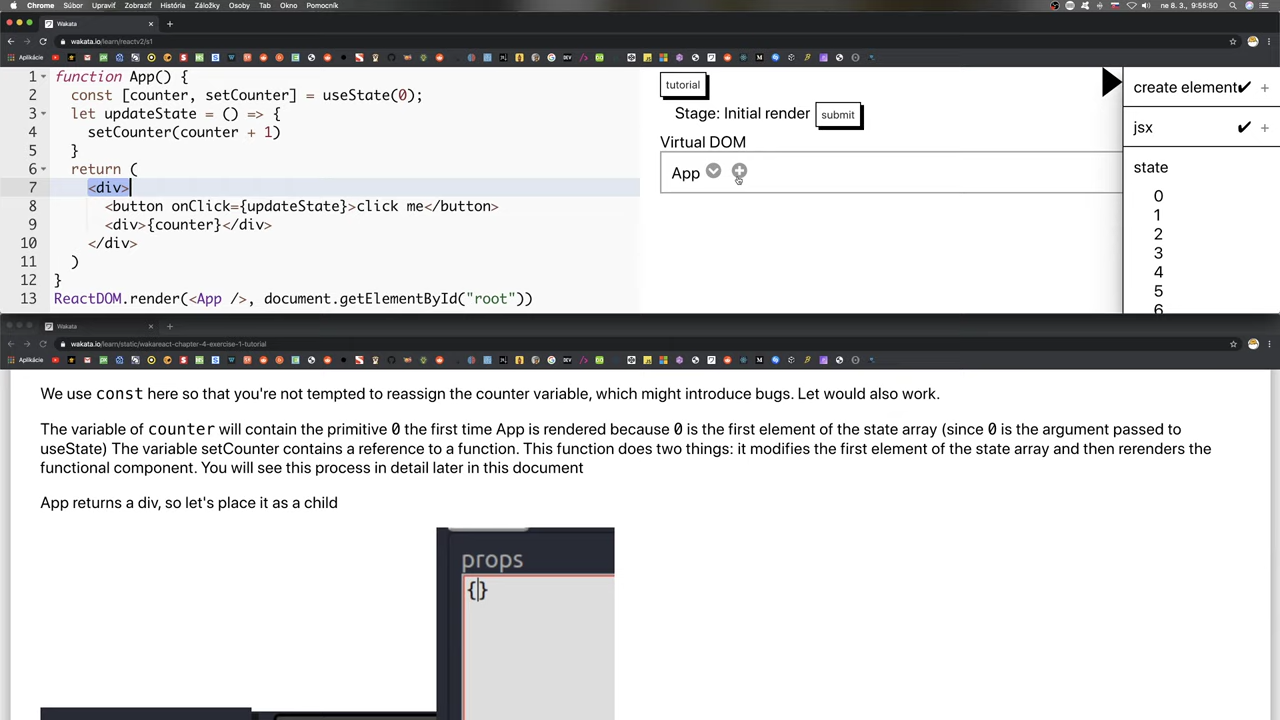 Chrome Súbor Upraviť Zobraziť História Záložky Osoby Tab Okno Pomocník ne 8. 3., 9:55:50
Wakata
wakata.io/learn/reactv2/s1
Aplikácie
1 function App() {
2 const [counter, setCounter] = useState(0);
3 let updateState = () => {
4 setCounter(counter + 1)
5 }
6 return (
7 <div>
8 <button onClick={updateState}>click me</button>
9 <div>{counter}</div>
10 </div>
11 )
12 }
13 ReactDOM.render(<App />, document.getElementById("root"))
tutorial
Stage: Initial render submit
Virtual DOM
App
create element ✔ +
jsx ✔ +
state
0
1
2
3
4
5
6
Wakata
wakata.io/learn/static/wakareact-chapter-4-exercise-1-tutorial
Aplikácie
We use const here so that you're not tempted to reassign the counter variable, which might introduce bugs. Let would also work.
The variable of counter will contain the primitive 0 the first time App is rendered because 0 is the first element of the state array (since 0 is the argument passed to
useState) The variable setCounter contains a reference to a function. This function does two things: it modifies the first element of the state array and then rerenders the
functional component. You will see this process in detail later in this document
App returns a div, so let's place it as a child
props
{}